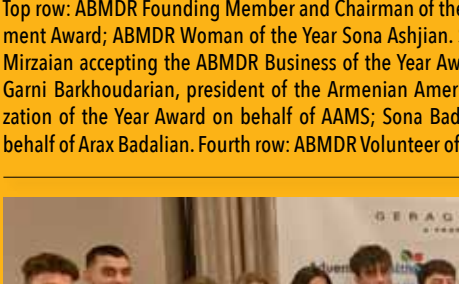 Top row: ABMDR Founding Member and Chairman of the
ment Award; ABMDR Woman of the Year Sona Ashjian.
Mirzaian accepting the ABMDR Business of the Year Aw
Garni Barkhoudarian, president of the Armenian Amer
zation of the Year Award on behalf of AAMS; Sona Bad
behalf of Arax Badalian. Fourth row: ABMDR Volunteer of
GERAG